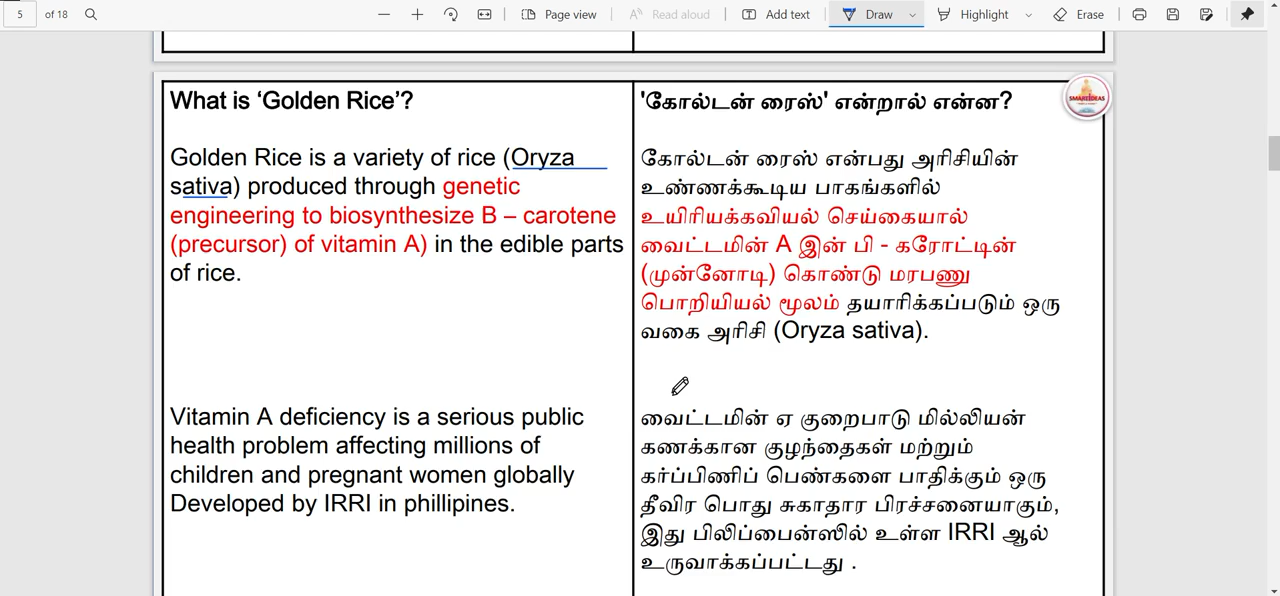 5 of 18 Page view Read aloud Add text Draw Highlight Erase
What is ‘Golden Rice’?
Golden Rice is a variety of rice (Oryza
sativa) produced through genetic
engineering to biosynthesize B – carotene
(precursor) of vitamin A) in the edible parts
of rice.
Vitamin A deficiency is a serious public
health problem affecting millions of
children and pregnant women globally
Developed by IRRI in phillipines.
'கோல்டன் ரைஸ்' என்றால் என்ன?
SMART IDEAS
கோல்டன் ரைஸ் என்பது அரிசியின்
உண்ணக்கூடிய பாகங்களில்
உயிரியக்கவியல் செய்கையால்
வைட்டமின் A இன் பி - கரோட்டின்
(முன்னோடி) கொண்டு மரபணு
பொறியியல் மூலம் தயாரிக்கப்படும் ஒரு
வகை அரிசி (Oryza sativa).
வைட்டமின் ஏ குறைபாடு மில்லியன்
கணக்கான குழந்தைகள் மற்றும்
கர்ப்பிணிப் பெண்களை பாதிக்கும் ஒரு
தீவிர பொது சுகாதார பிரச்சனையாகும்,
இது பிலிப்பைன்ஸில் உள்ள IRRI ஆல்
உருவாக்கப்பட்டது .